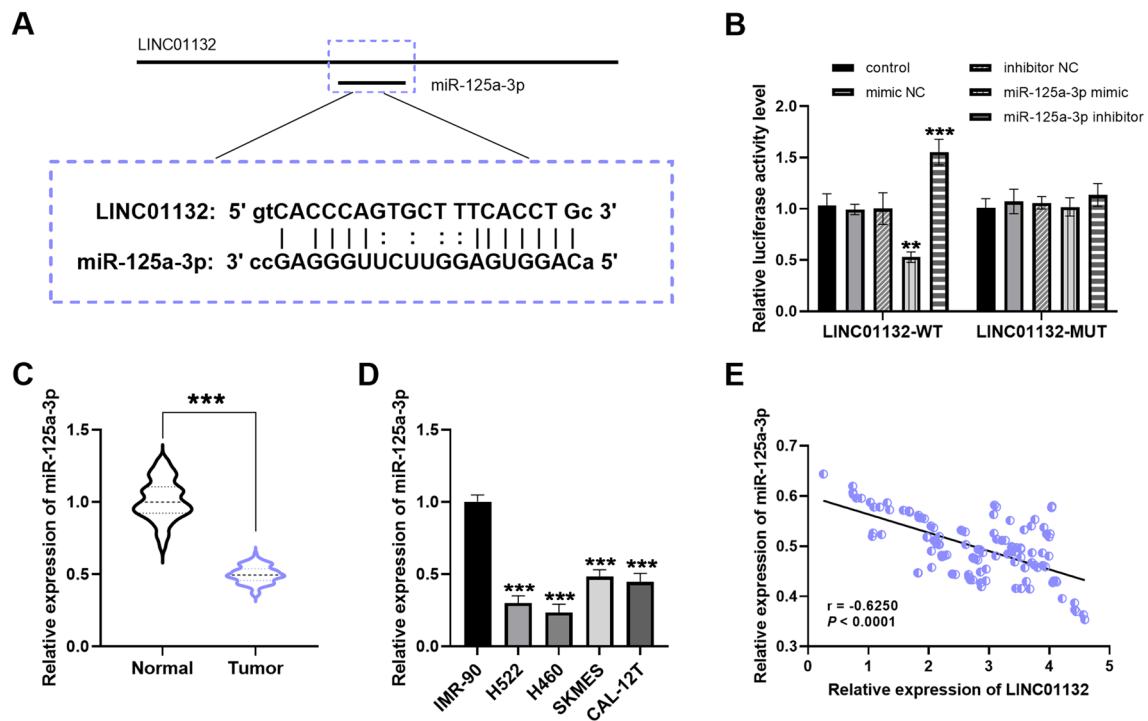 A
LINC01132
miR-125a-3p
LINC01132: 5' gtCACCCAGTGCT TTCACCTGc 3'
| | | | | : : : : | | | | | | | |
miR-125a-3p: 3' ccGAGGGUUCUUGGAGUGGACa 5'
B
control
mimic NC
inhibitor NC
miR-125a-3p mimic
miR-125a-3p inhibitor
Relative luciferase activity level
2.0
1.5
1.0
0.5
0.0
**
***
LINC01132-WT
LINC01132-MUT
C
Relative expression of miR-125a-3p
1.5
1.0
0.5
0.0
***
Normal
Tumor
D
Relative expression of miR-125a-3p
1.5
1.0
0.5
0.0
***
***
***
***
IMR-90
H522
H460
SKMES
CAL-12T
E
Relative expression of miR-125a-3p
0.7
0.6
0.5
0.4
0.3
r = -0.6250
P < 0.0001
0
1
2
3
4
5
Relative expression of LINC01132